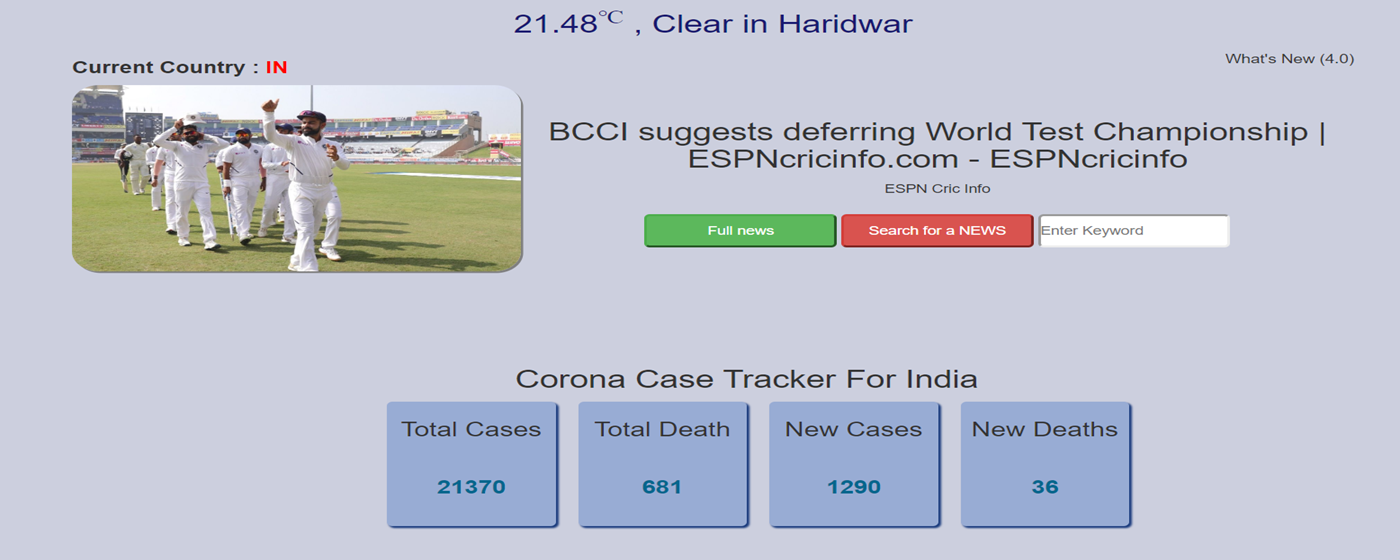 21.48°C , Clear in Haridwar
What's New (4.0)
Current Country : IN
BCCI suggests deferring World Test Championship |
ESPNcricinfo.com - ESPNcricinfo
ESPN Cric Info
Full news
Search for a NEWS
Enter Keyword
Corona Case Tracker For India
Total Cases
21370
Total Death
681
New Cases
1290
New Deaths
36